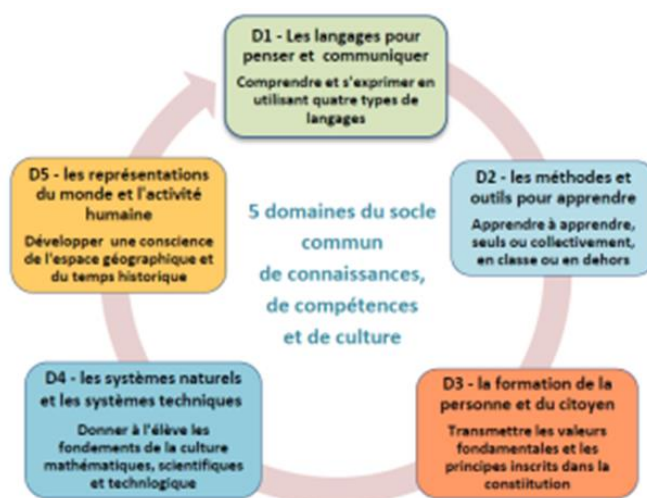 D1 - Les langages pour
penser et communiquer
Comprendre et s'exprimer en
utilisant quatre types de
langages
D2 - les méthodes et
outils pour apprendre
Apprendre à apprendre,
seuls ou collectivement,
en classe ou en dehors
D3 - la formation de la
personne et du citoyen
Transmettre les valeurs
fondamentales et les
principes inscrits dans la
constiitution
D4 - les systèmes naturels
et les systèmes techniques
Donner à l'élève les
fondements de la culture
mathématiques, scientifiques
et technlogique
D5 - les représentations
du monde et l'activité
humaine
Développer une conscience
de l'espace géographique et
du temps historique
5 domaines du socle
commun
de connaissances,
de compétences
et de culture